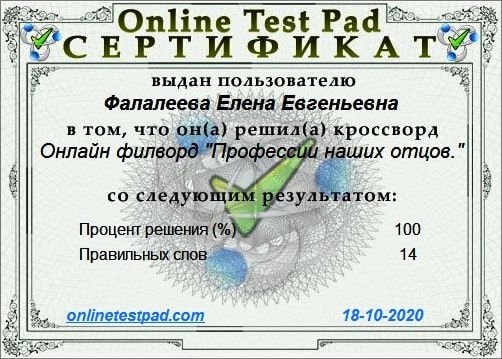 Online Test Pad
СЕРТИФИКАТ
выдан пользователю
Фалалеева Елена Евгеньевна
в том, что он(а) решил(а) кроссворд
Онлайн филворд "Профессии наших отцов."
со следующим результатом:
Процент решения (%) 100
Правильных слов 14
onlinetestpad.com 18-10-2020